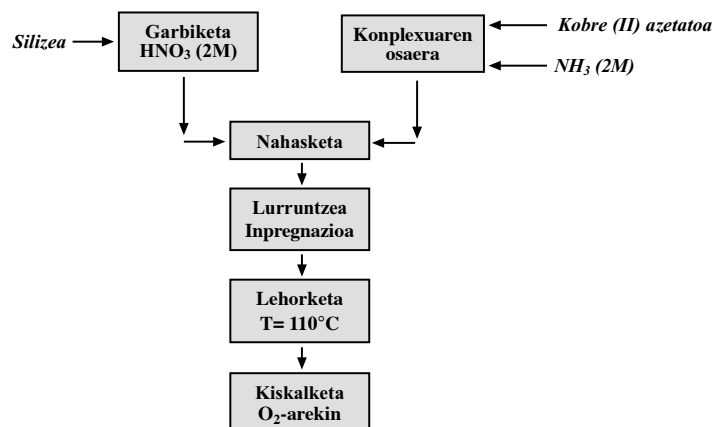 Silizea
Garbiketa
HNO₃ (2M)
Konplexuaren
osaera
Kobre (II) azetatoa
NH₃ (2M)
Nahasketa
Lurruntzea
Inpregnazioa
Lehorketa
T= 110°C
Kiskalketa
O₂-arekin